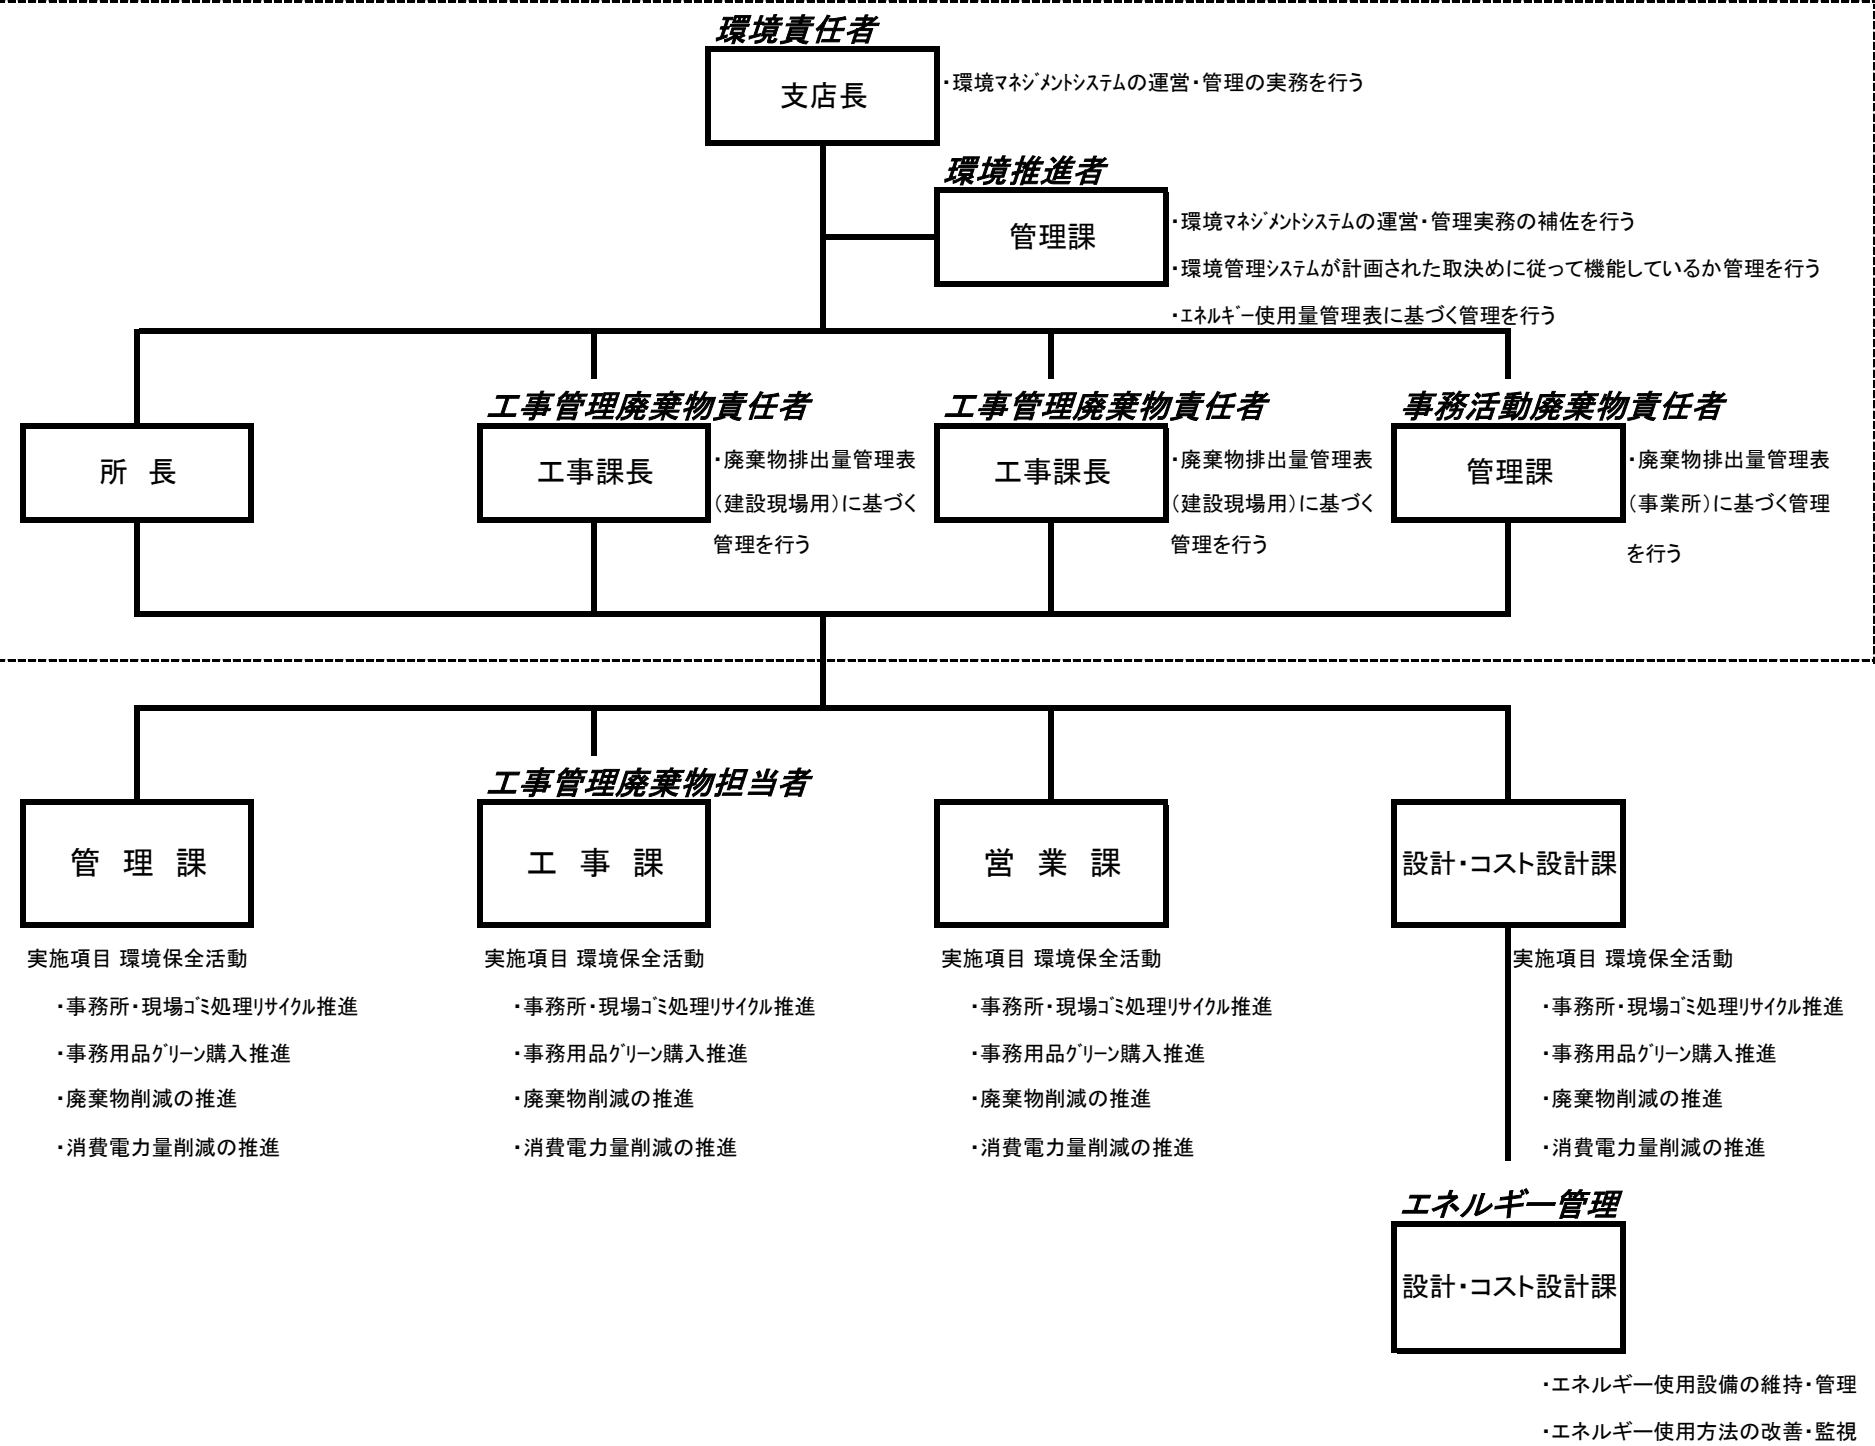 環境責任者
支店長
・環境ﾏﾈｼﾞﾒﾝﾄｼｽﾃﾑの運営・管理の実務を行う
環境推進者
管理課
・環境ﾏﾈｼﾞﾒﾝﾄｼｽﾃﾑの運営・管理実務の補佐を行う
・環境管理ｼｽﾃﾑが計画された取決めに従って機能しているか管理を行う
・ｴﾈﾙｷﾞｰ使用量管理表に基づく管理を行う
所 長
工事管理廃棄物責任者
工事課長
・廃棄物排出量管理表
（建設現場用）に基づく
管理を行う
工事管理廃棄物責任者
工事課長
・廃棄物排出量管理表
（建設現場用）に基づく
管理を行う
事務活動廃棄物責任者
管理課
・廃棄物排出量管理表
（事業所）に基づく管理
を行う
管 理 課
実施項目 環境保全活動
・事務所・現場ｺﾞﾐ処理ﾘｻｲｸﾙ推進
・事務用品ｸﾞﾘｰﾝ購入推進
・廃棄物削減の推進
・消費電力量削減の推進
工事管理廃棄物担当者
工 事 課
実施項目 環境保全活動
・事務所・現場ｺﾞﾐ処理ﾘｻｲｸﾙ推進
・事務用品ｸﾞﾘｰﾝ購入推進
・廃棄物削減の推進
・消費電力量削減の推進
営 業 課
実施項目 環境保全活動
・事務所・現場ｺﾞﾐ処理ﾘｻｲｸﾙ推進
・事務用品ｸﾞﾘｰﾝ購入推進
・廃棄物削減の推進
・消費電力量削減の推進
設計・コスト設計課
実施項目 環境保全活動
・事務所・現場ｺﾞﾐ処理ﾘｻｲｸﾙ推進
・事務用品ｸﾞﾘｰﾝ購入推進
・廃棄物削減の推進
・消費電力量削減の推進
エネルギー管理
設計・コスト設計課
・エネルギー使用設備の維持・管理
・エネルギー使用方法の改善・監視